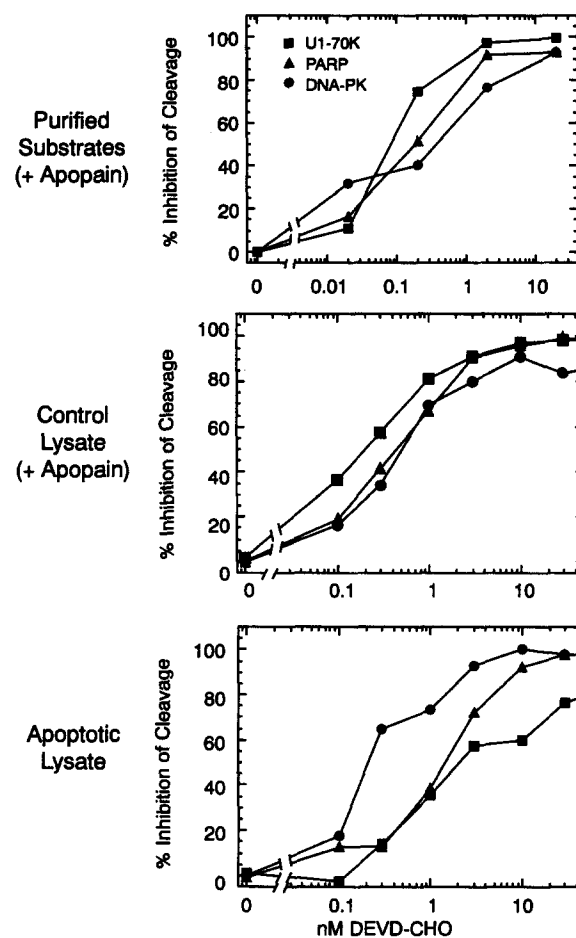 Purified
Substrates
(+ Apopain)
% Inhibition of Cleavage
100
80
60
40
20
0
U1-70K
PARP
DNA-PK
0 0.01 0.1 1 10
Control
Lysate
(+ Apopain)
% Inhibition of Cleavage
100
80
60
40
20
0
0 0.1 1 10
Apoptotic
Lysate
% Inhibition of Cleavage
100
80
60
40
20
0
0 0.1 1 10
nM DEVD-CHO